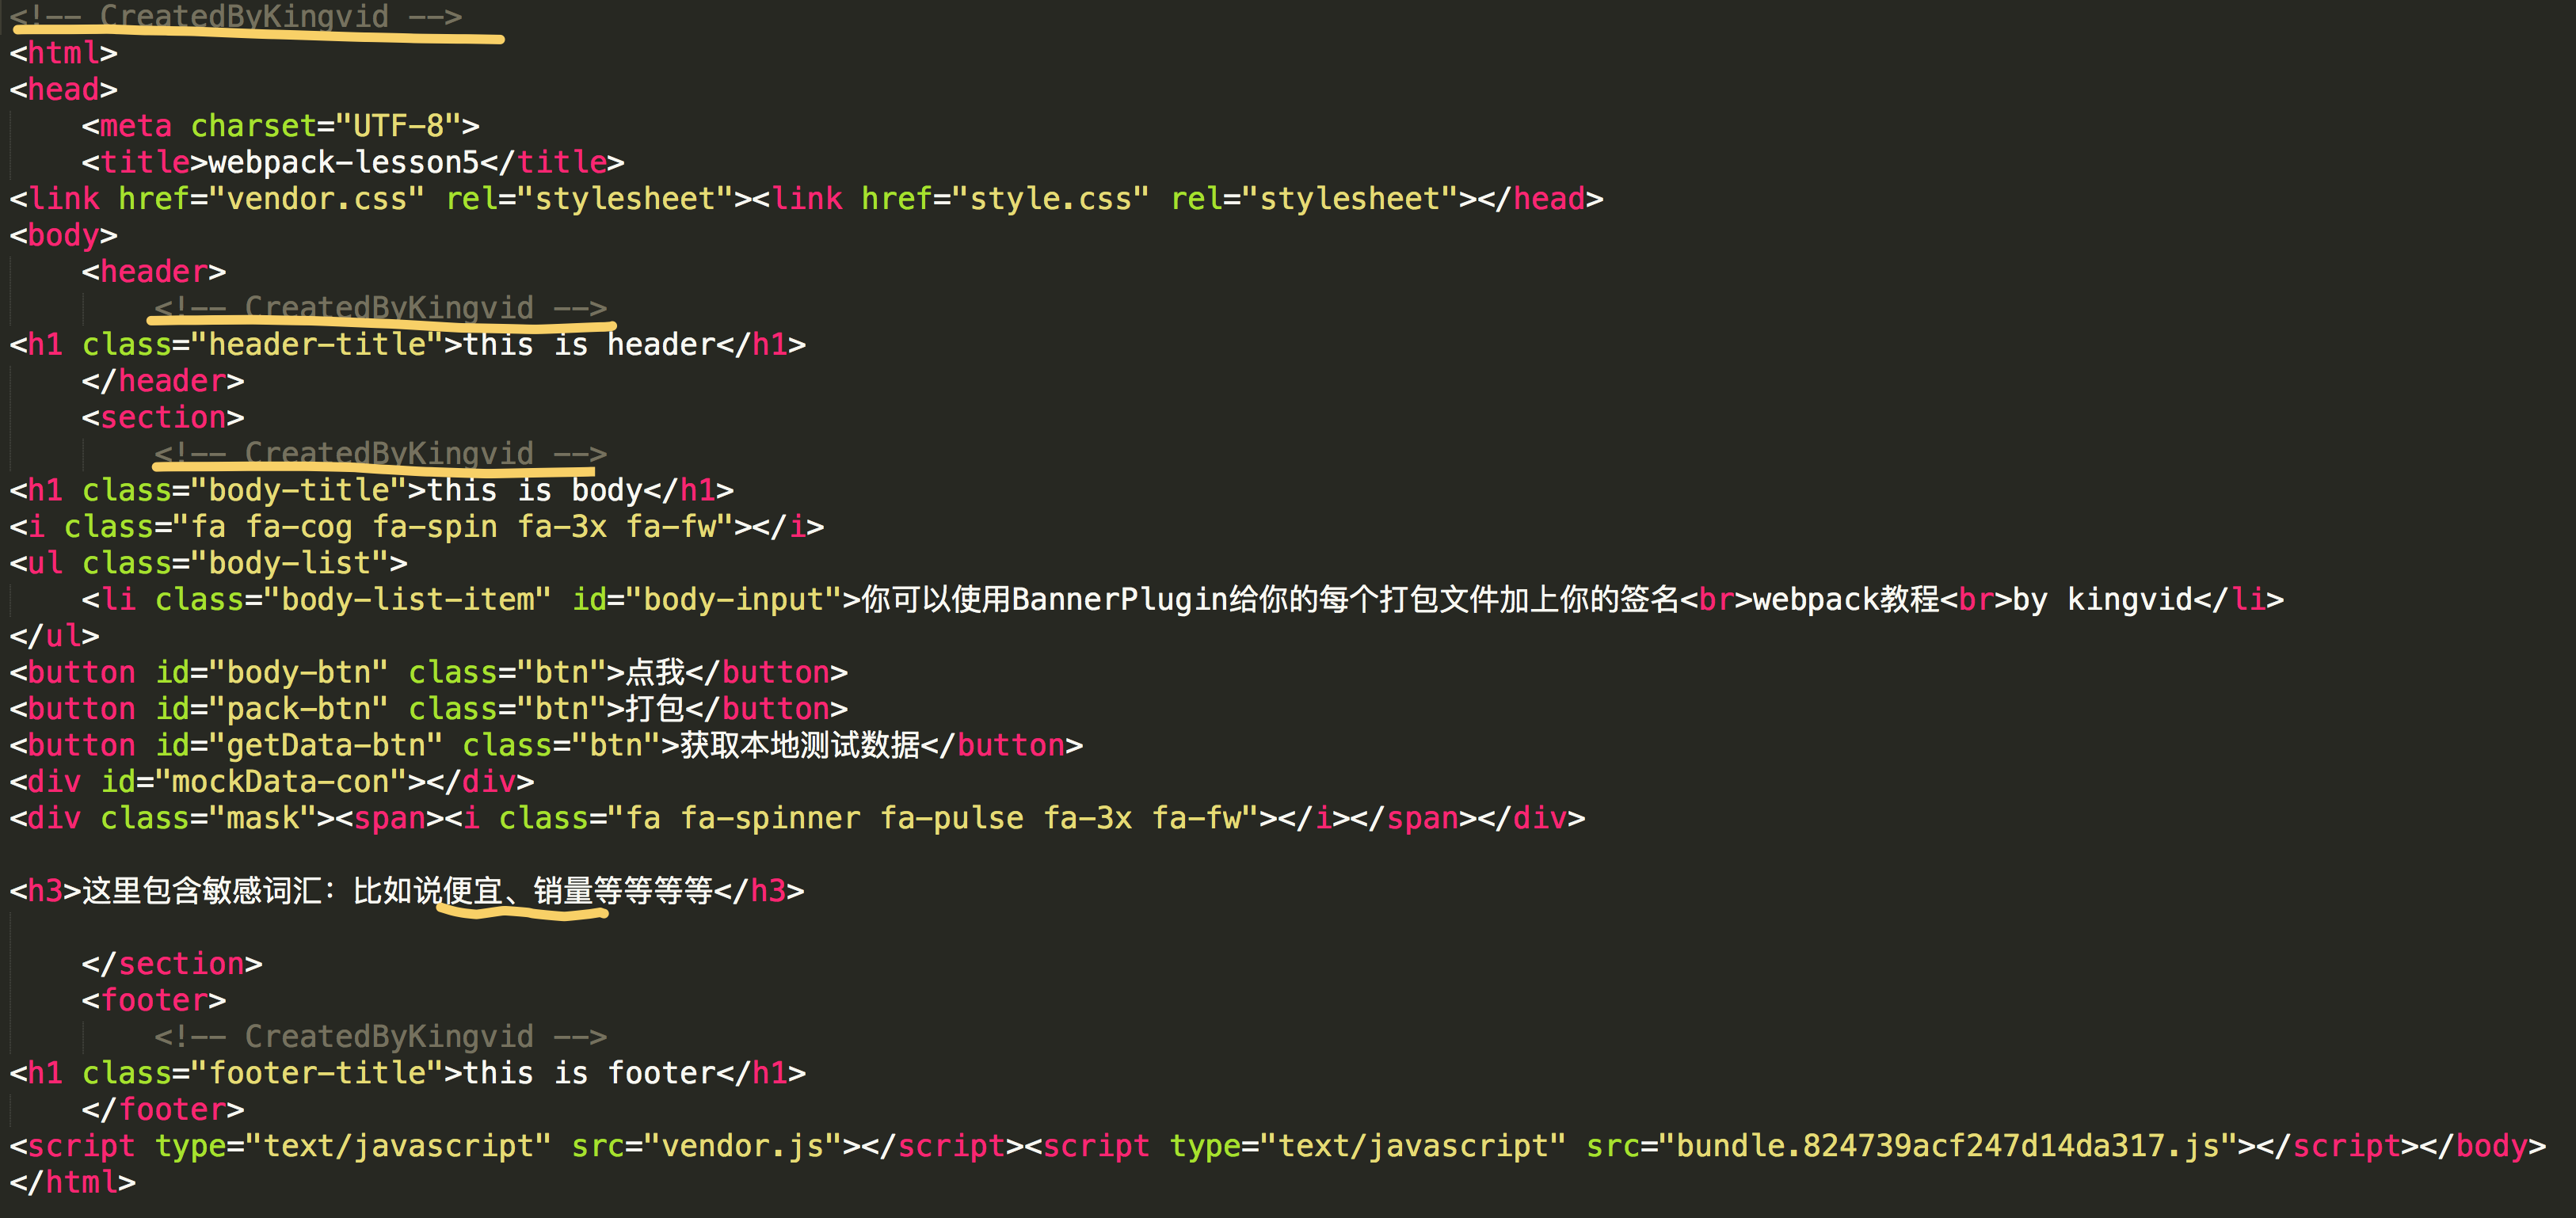 <!-- CreatedByKingvid -->
<html>
<head>
    <meta charset="UTF-8">
    <title>webpack-lesson5</title>
<link href="vendor.css" rel="stylesheet"><link href="style.css" rel="stylesheet"></head>
<body>
    <header>
        <!-- CreatedByKingvid -->
<h1 class="header-title">this is header</h1>
    </header>
    <section>
        <!-- CreatedByKingvid -->
<h1 class="body-title">this is body</h1>
<i class="fa fa-cog fa-spin fa-3x fa-fw"></i>
<ul class="body-list">
    <li class="body-list-item" id="body-input">你可以使用BannerPlugin给你的每个打包文件加上你的签名<br>webpack教程<br>by kingvid</li>
</ul>
<button id="body-btn" class="btn">点我</button>
<button id="pack-btn" class="btn">打包</button>
<button id="getData-btn" class="btn">获取本地测试数据</button>
<div id="mockData-con"></div>
<div class="mask"><span><i class="fa fa-spinner fa-pulse fa-3x fa-fw"></i></span></div>
<h3>这里包含敏感词汇：比如说便宜、销量等等等等</h3>
    </section>
    <footer>
        <!-- CreatedByKingvid -->
<h1 class="footer-title">this is footer</h1>
    </footer>
<script type="text/javascript" src="vendor.js"></script><script type="text/javascript" src="bundle.824739acf247d14da317.js"></script></body>
</html>